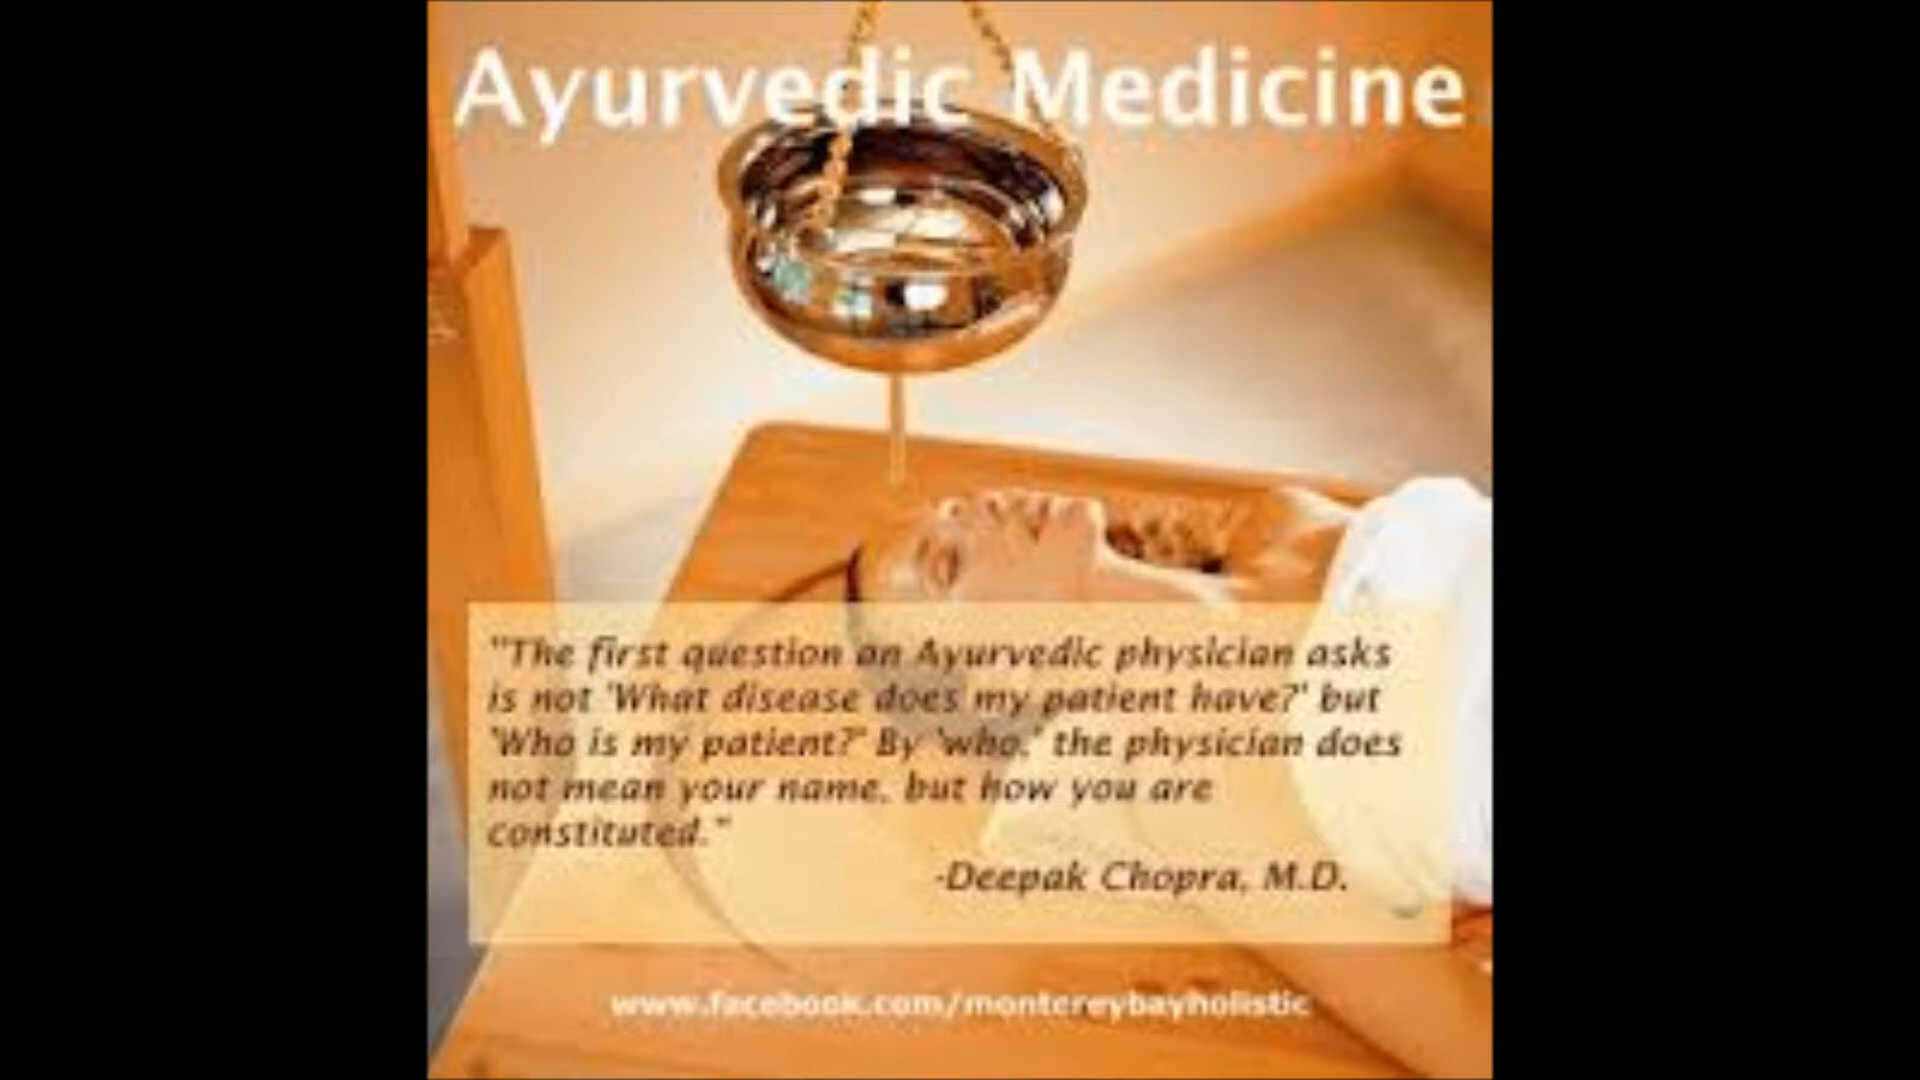 Ayurvedic Medicine
"The first question an Ayurvedic physician asks
is not 'What disease does my patient have?' but
'Who is my patient?' By 'who,' the physician does
not mean your name, but how you are
constituted."
-Deepak Chopra, M.D.
www.facebook.com/montereybayholistic